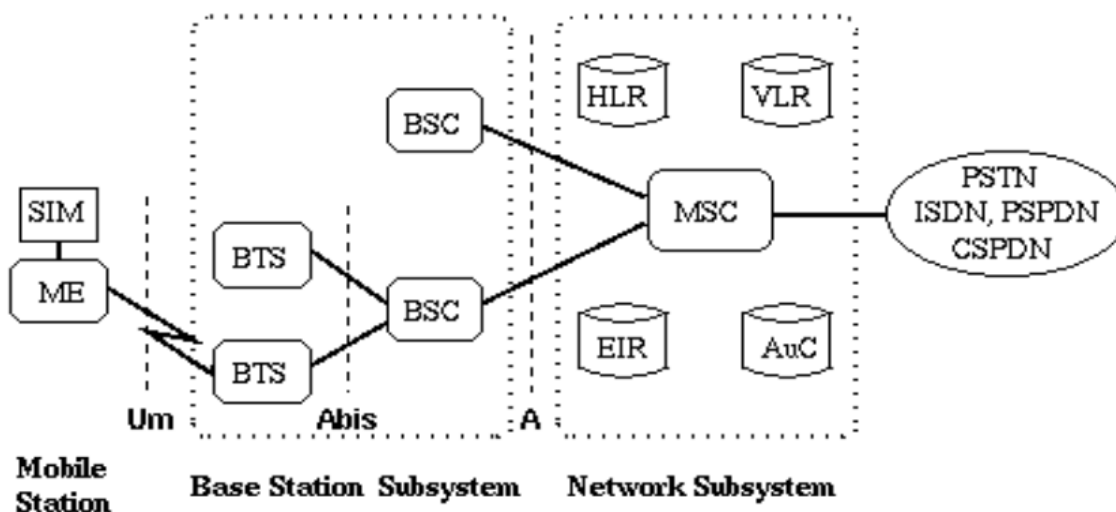 HLR
VLR
BSC
PSTN
ISDN, PSPDN
CSPDN
MSC
SIM
BTS
ME
BSC
EIR
AuC
BTS
Um
Abis
A
Mobile
Station
Base Station Subsystem
Network Subsystem